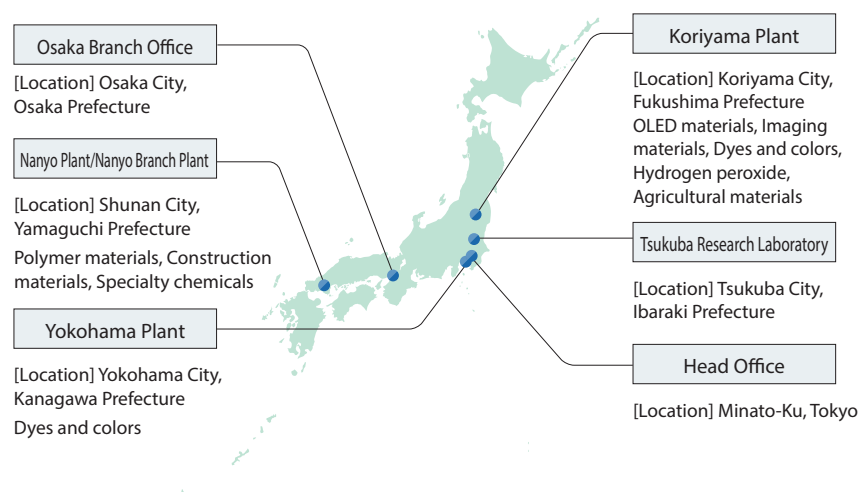 Osaka Branch Office
[Location] Osaka City,
Osaka Prefecture
Nanyo Plant/Nanyo Branch Plant
[Location] Shunan City,
Yamaguchi Prefecture
Polymer materials, Construction
materials, Specialty chemicals
Yokohama Plant
[Location] Yokohama City,
Kanagawa Prefecture
Dyes and colors
Koriyama Plant
[Location] Koriyama City,
Fukushima Prefecture
OLED materials, Imaging
materials, Dyes and colors,
Hydrogen peroxide,
Agricultural materials
Tsukuba Research Laboratory
[Location] Tsukuba City,
Ibaraki Prefecture
Head Office
[Location] Minato-Ku, Tokyo